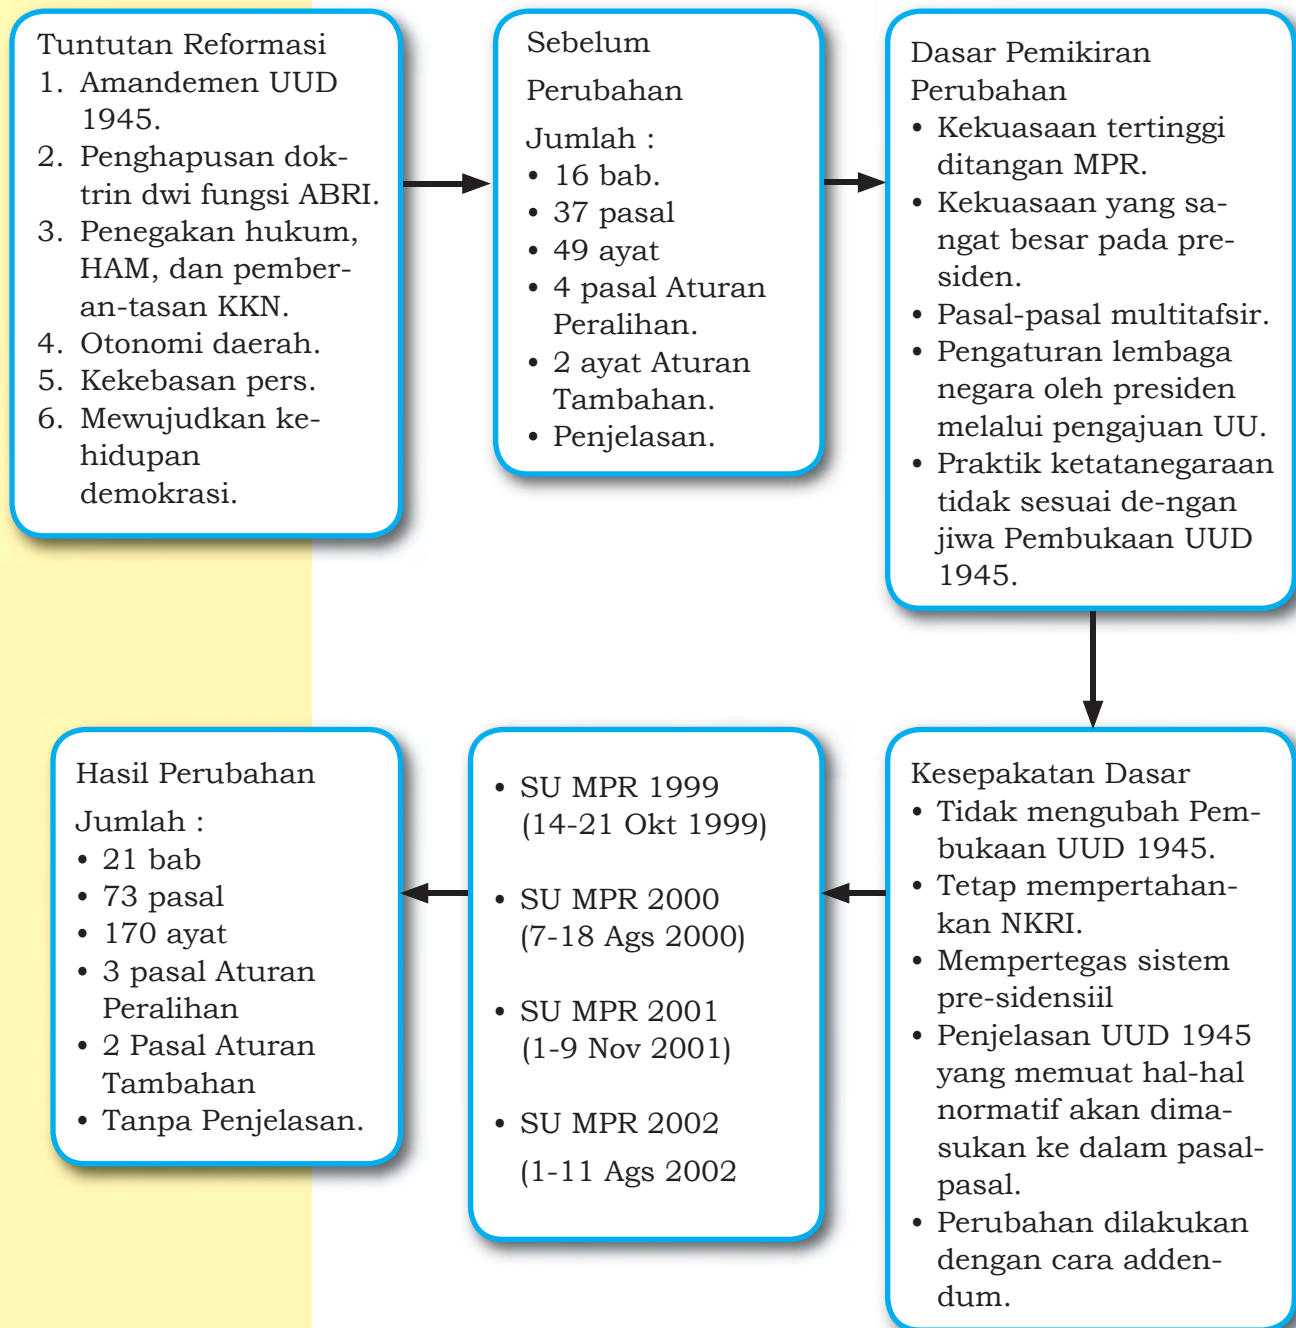 Tuntutan Reformasi
1. Amandemen UUD
1945.
2. Penghapusan dok-
trin dwi fungsi ABRI.
3. Penegakan hukum,
HAM, dan pember-
an-tasan KKN.
4. Otonomi daerah.
5. Kekebasan pers.
6. Mewujudkan ke-
hidupan
demokrasi.
Sebelum
Perubahan
Jumlah :
• 16 bab.
• 37 pasal
• 49 ayat
• 4 pasal Aturan
Peralihan.
• 2 ayat Aturan
Tambahan.
• Penjelasan.
Dasar Pemikiran
Perubahan
• Kekuasaan tertinggi
ditangan MPR.
• Kekuasaan yang sa-
ngat besar pada pre-
siden.
• Pasal-pasal multitafsir.
• Pengaturan lembaga
negara oleh presiden
melalui pengajuan UU.
• Praktik ketatanegaraan
tidak sesuai de-ngan
jiwa Pembukaan UUD
1945.
Kesepakatan Dasar
• Tidak mengubah Pem-
bukaan UUD 1945.
• Tetap mempertahan-
kan NKRI.
• Mempertegas sistem
pre-sidensiil
• Penjelasan UUD 1945
yang memuat hal-hal
normatif akan dima-
sukan ke dalam pasal-
pasal.
• Perubahan dilakukan
dengan cara adden-
dum.
• SU MPR 1999
(14-21 Okt 1999)
• SU MPR 2000
(7-18 Ags 2000)
• SU MPR 2001
(1-9 Nov 2001)
• SU MPR 2002
(1-11 Ags 2002
Hasil Perubahan
Jumlah :
• 21 bab
• 73 pasal
• 170 ayat
• 3 pasal Aturan
Peralihan
• 2 Pasal Aturan
Tambahan
• Tanpa Penjelasan.